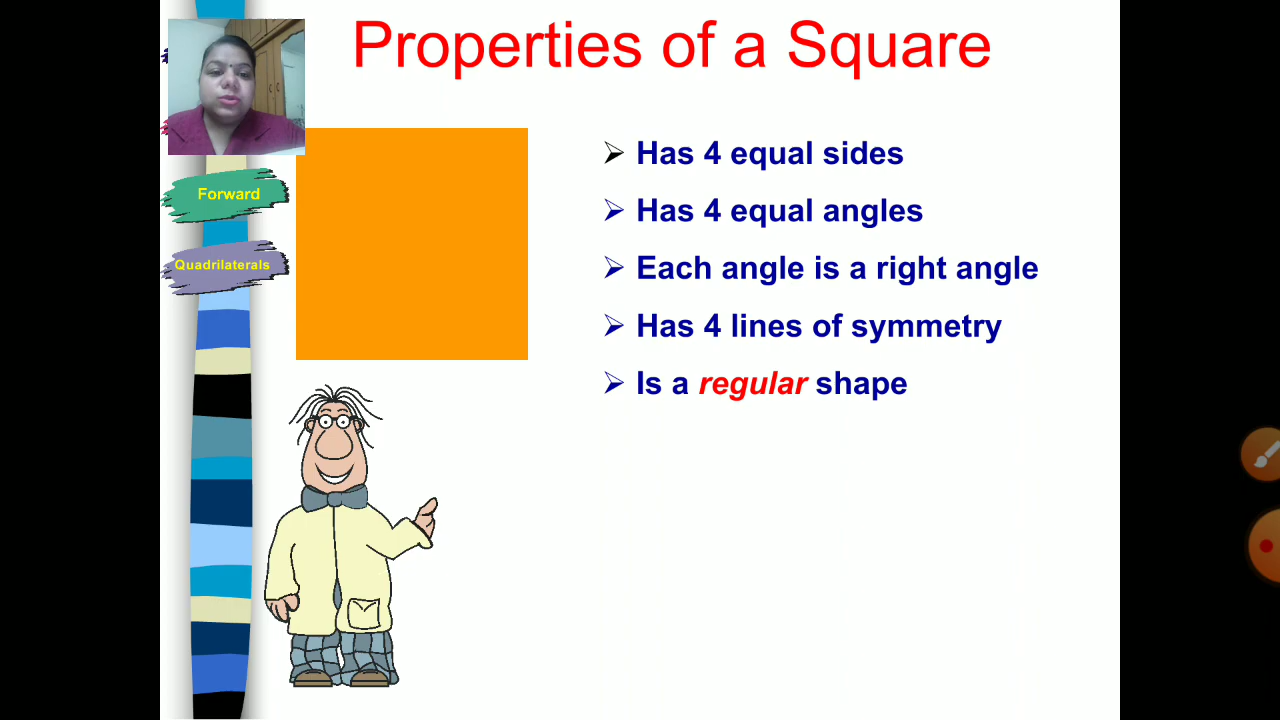 Properties of a Square
Forward
Quadrilaterals
Has 4 equal sides
Has 4 equal angles
Each angle is a right angle
Has 4 lines of symmetry
Is a regular shape